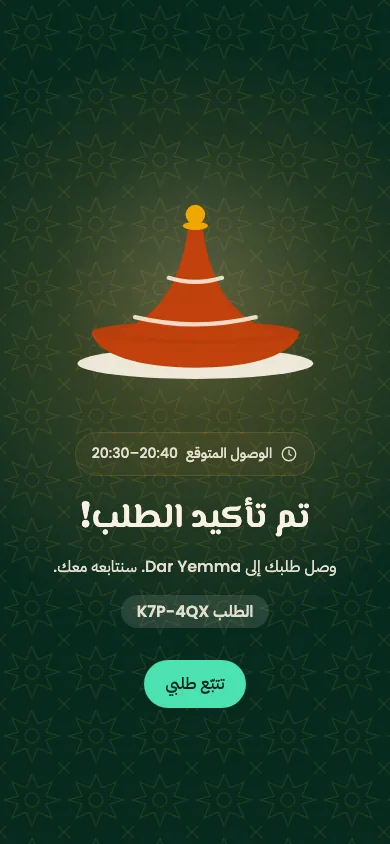 الوصول المتوقع 20:30–20:40
تم تأكيد الطلب!
وصل طلبك إلى Dar Yemma. سنتابعه معك.
الطلب K7P-4QX
تتبّع طلبي